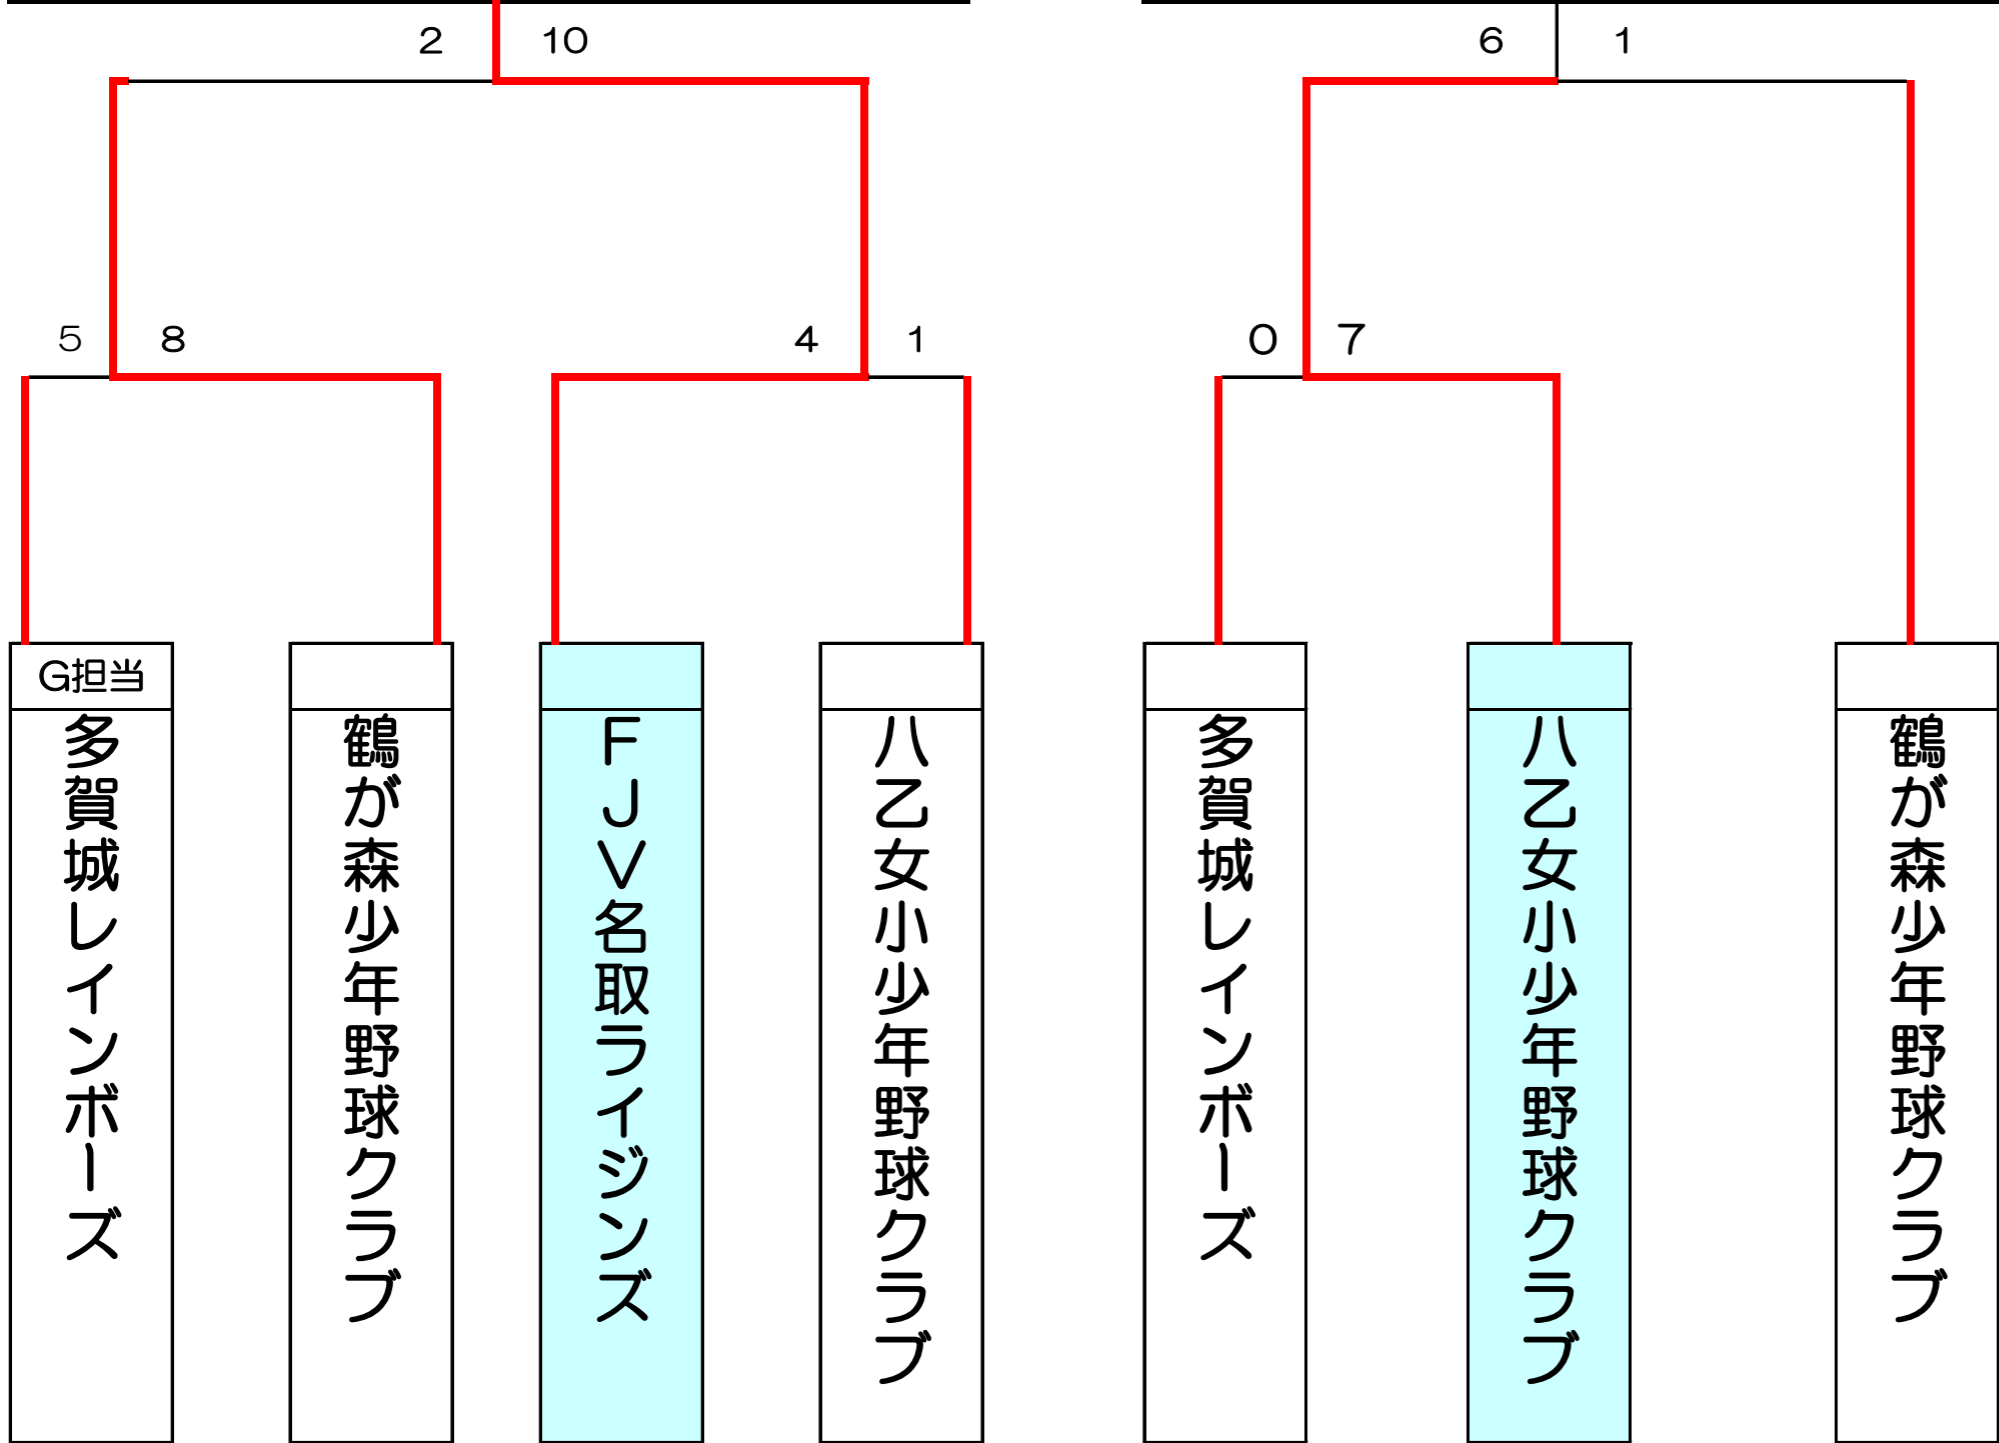 2 10
6 1
5 8
4 1
0 7
G担当
多賀城レインボーズ
鶴が森少年野球クラブ
FJV名取ライジンズ
八乙女小少年野球クラブ
多賀城レインボーズ
八乙女小少年野球クラブ
鶴が森少年野球クラブ